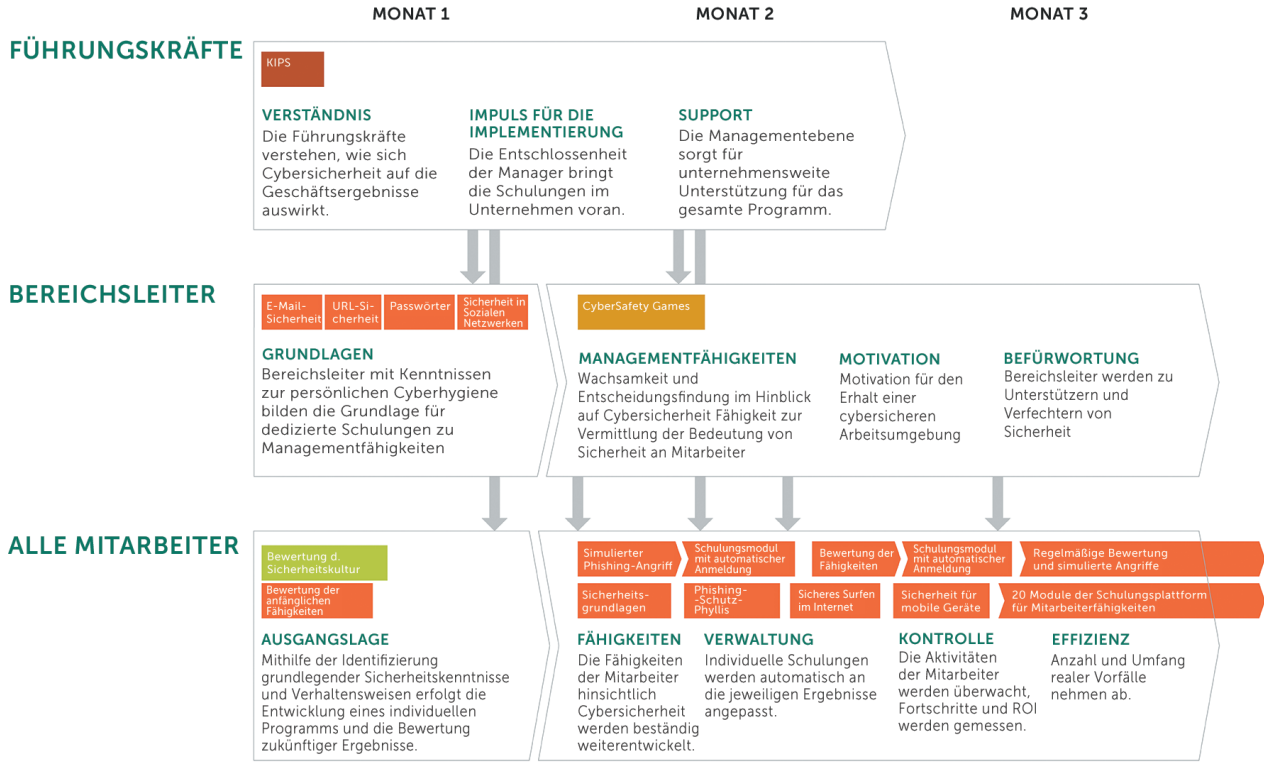 MONAT 1
MONAT 2
MONAT 3
FÜHRUNGSKRÄFTE
KIPS
VERSTÄNDNIS
Die Führungskräfte
verstehen, wie sich
Cybersicherheit auf die
Geschäftsergebnisse
auswirkt.
IMPULS FÜR DIE
IMPLEMENTIERUNG
Die Entschlossenheit
der Manager bringt
die Schulungen im
Unternehmen voran.
SUPPORT
Die Managementebene
sorgt für
unternehmensweite
Unterstützung für das
gesamte Programm.
BEREICHSLEITER
E-Mail-
Sicherheit
URL-Si-
cherheit
Passwörter
Sicherheit in
Sozialen
Netzwerken
GRUNDLAGEN
Bereichsleiter mit Kenntnissen
zur persönlichen Cyberhygiene
bilden die Grundlage für
dedizierte Schulungen zu
Managementfähigkeiten
CyberSafety Games
MANAGEMENTFÄHIGKEITEN
Wachsamkeit und
Entscheidungsfindung im Hinblick
auf Cybersicherheit Fähigkeit zur
Vermittlung der Bedeutung von
Sicherheit an Mitarbeiter
MOTIVATION
Motivation für den
Erhalt einer
cybersicheren
Arbeitsumgebung
BEFÜRWORTUNG
Bereichsleiter werden zu
Unterstützern und
Verfechtern von
Sicherheit
ALLE MITARBEITER
Bewertung d.
Sicherheitskultur
Bewertung der
anfänglichen
Fähigkeiten
AUSGANGSLAGE
Mithilfe der Identifizierung
grundlegender Sicherheitskenntnisse
und Verhaltensweisen erfolgt die
Entwicklung eines individuellen
Programms und die Bewertung
zukünftiger Ergebnisse.
Simulierter
Phishing-Angriff
Schulungsmodul
mit automatischer
Anmeldung
Bewertung der
Fähigkeiten
Schulungsmodul
mit automatischer
Anmeldung
Regelmäßige Bewertung
und simulierte Angriffe
Sicherheits-
grundlagen
Phishing-
-Schutz-
Phyllis
Sicheres Surfen
im Internet
Sicherheit für
mobile Geräte
20 Module der Schulungsplattform
für Mitarbeiterfähigkeiten
FÄHIGKEITEN
Die Fähigkeiten
der Mitarbeiter
hinsichtlich
Cybersicherheit
werden beständig
weiterentwickelt.
VERWALTUNG
Individuelle Schulungen
werden automatisch an
die jeweiligen Ergebnisse
angepasst.
KONTROLLE
Die Aktivitäten
der Mitarbeiter
werden überwacht,
Fortschritte und ROI
werden gemessen.
EFFIZIENZ
Anzahl und Umfang
realer Vorfälle
nehmen ab.